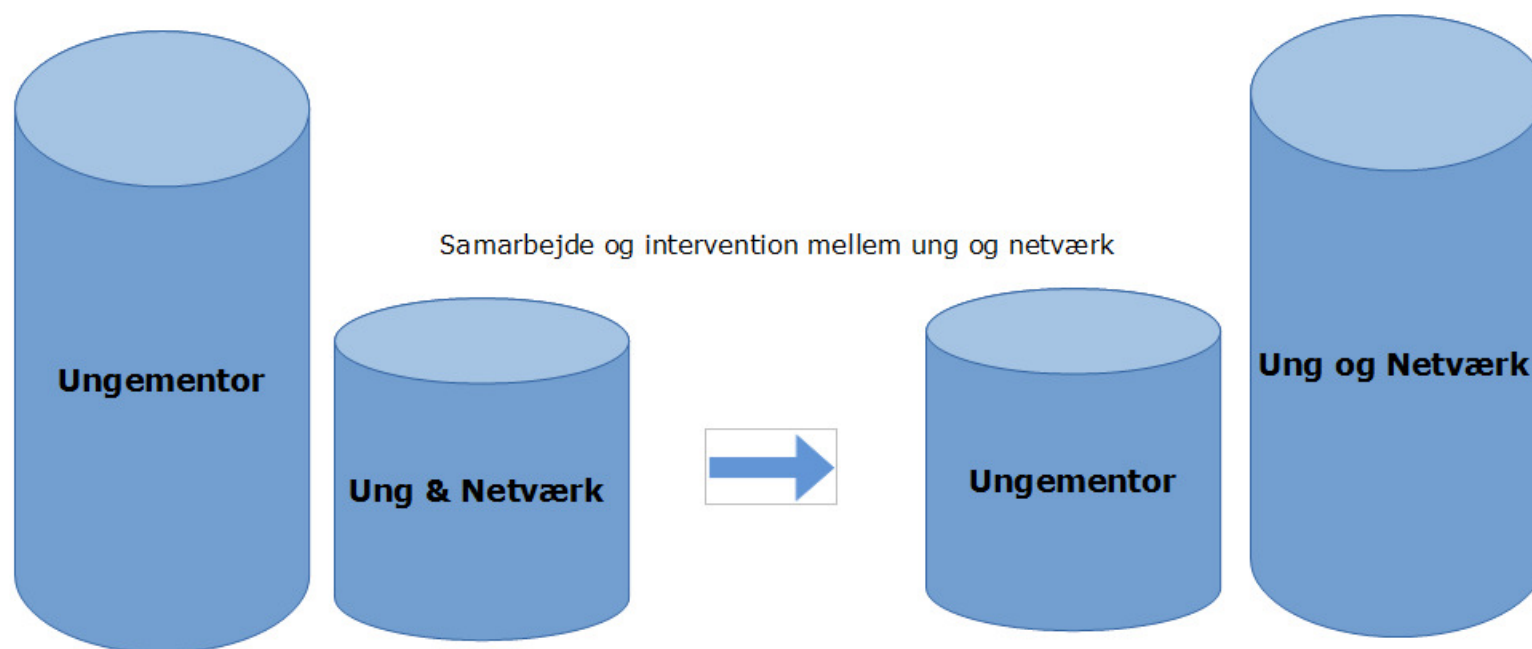 Samarbejde og intervention mellem ung og netværk
Ungementor
Ung & Netværk
Ungementor
Ung og Netværk